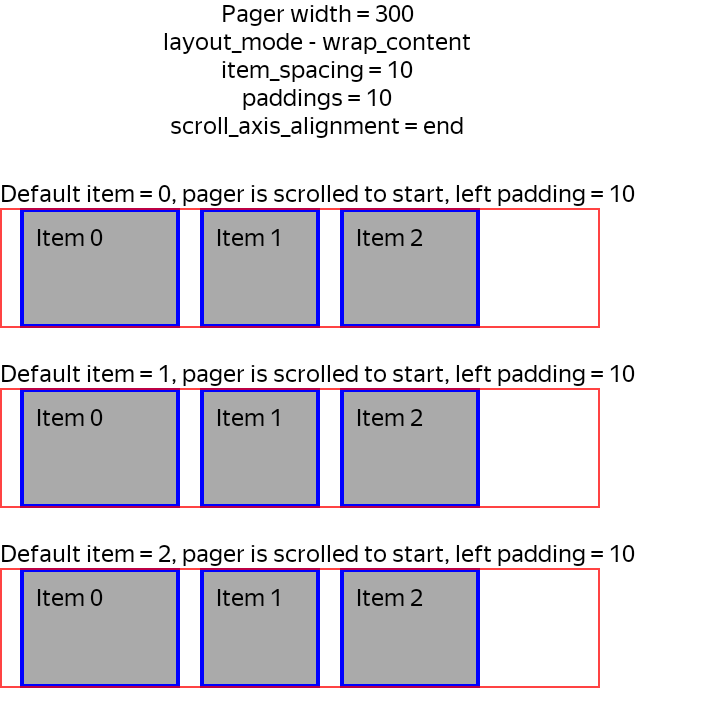 Pager width = 300
layout_mode - wrap_content
item_spacing = 10
paddings = 10
scroll_axis_alignment = end
Default item = 0, pager is scrolled to start, left padding = 10
Item 0
Item 1
Item 2
Default item = 1, pager is scrolled to start, left padding = 10
Item 0
Item 1
Item 2
Default item = 2, pager is scrolled to start, left padding = 10
Item 0
Item 1
Item 2